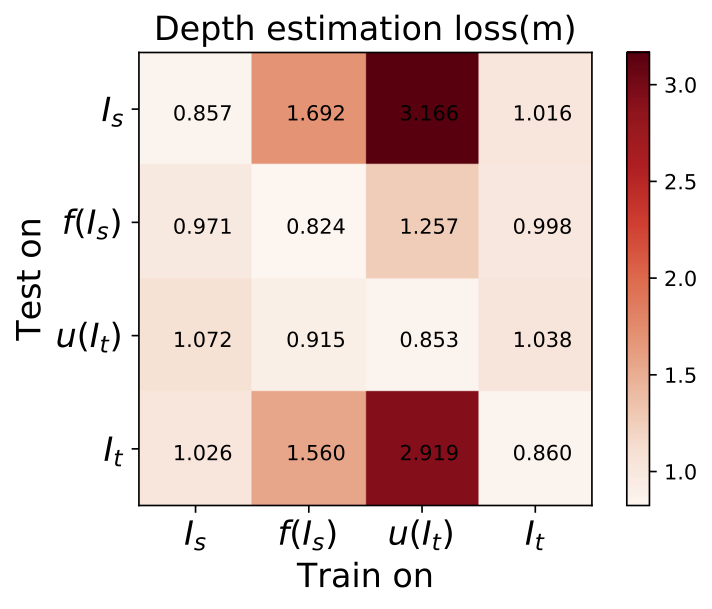 Depth estimation loss(m)
I_s 0.857 1.692 3.166 1.016
f(I_s) 0.971 0.824 1.257 0.998
u(I_t) 1.072 0.915 0.853 1.038
I_t 1.026 1.560 2.919 0.860
I_s f(I_s) u(I_t) I_t
Train on
Test on
3.0
2.5
2.0
1.5
1.0